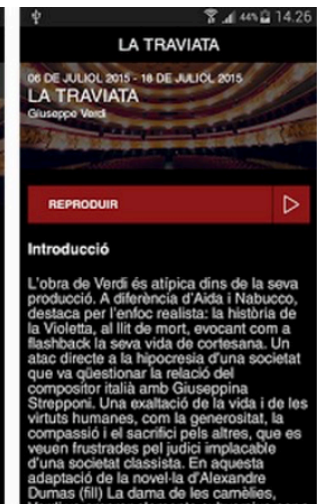 44% 14.26
LA TRAVIATA
06 DE JULIOL 2015 - 18 DE JULIOL 2015
LA TRAVIATA
Giuseppe Verdi
REPRODUIR
Introducció
L'obra de Verdi és atípica dins de la seva
producció. A diferència d'Aida i Nabucco,
destaca per l'enfoc realista: la història de
la Violetta, al llit de mort, evocant com a
flashback la seva vida de cortesana. Un
atac directe a la hipocresia d'una societat
que va qüestionar la relació del
compositor italià amb Giuseppina
Strepponi. Una exaltació de la vida i de les
virtuts humanes, com la generositat, la
compassió i el sacrifici pels altres, que es
veuen frustrades pel judici implacable
d'una societat classista. En aquesta
adaptació de la novel·la d'Alexandre
Dumas (fill) La dama de les camèlies,